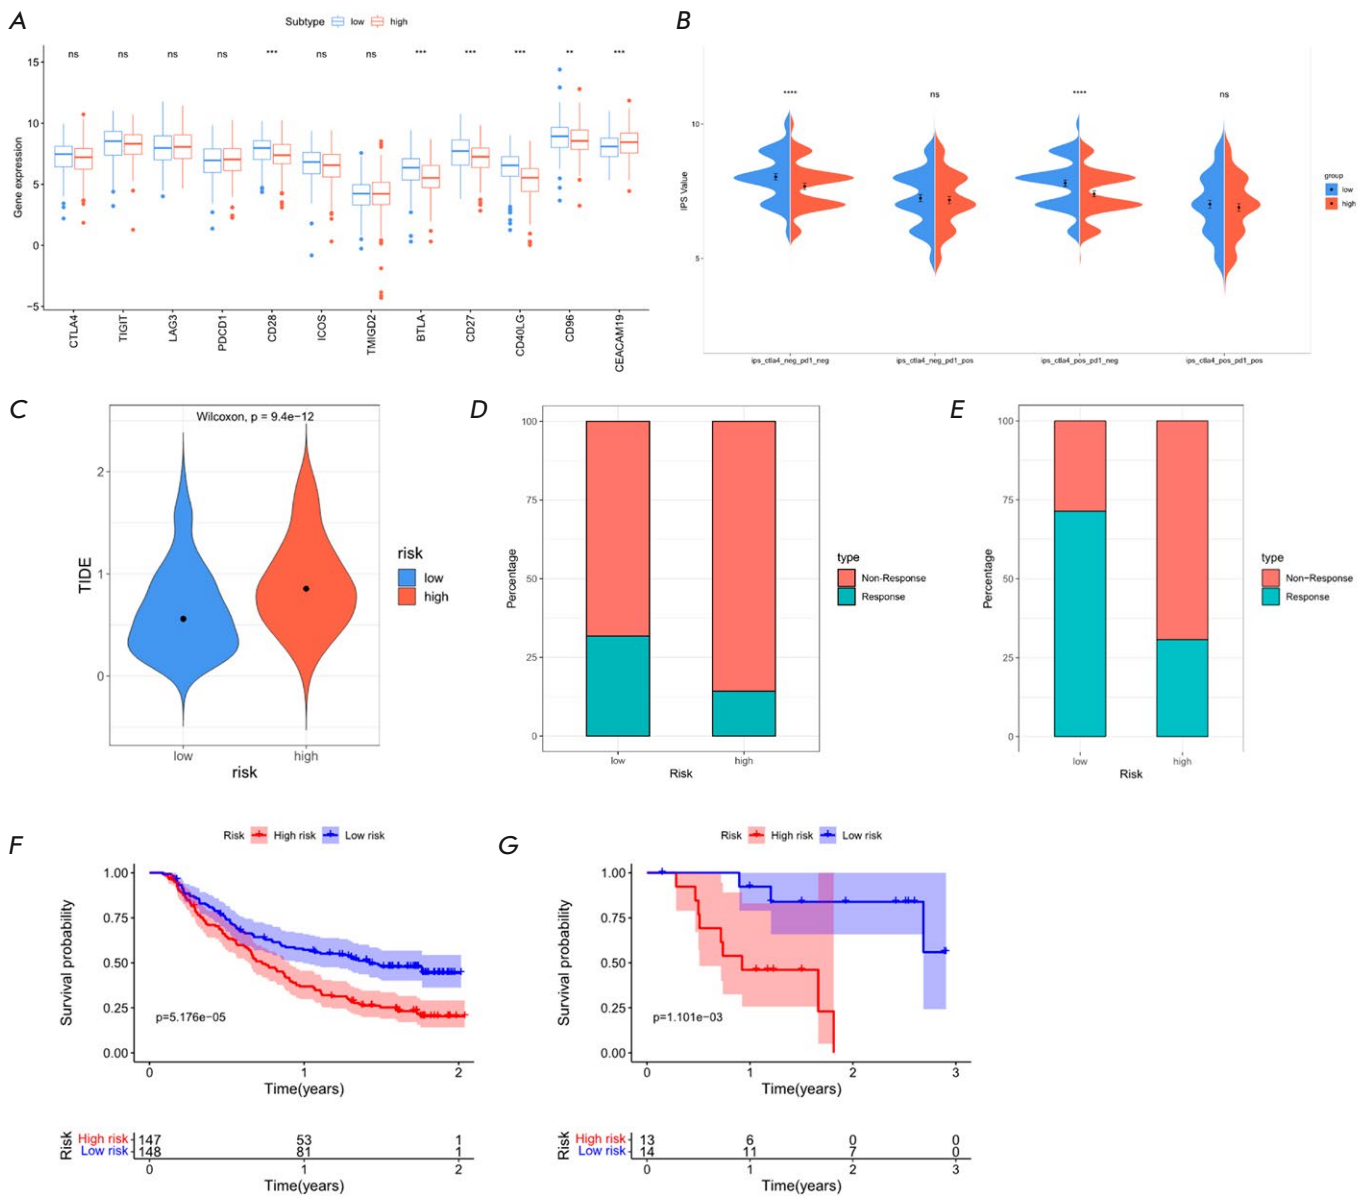 A
Subtype low high
Gene expression
15
10
5
0
−5
ns ns ns ns *** ns ns *** *** *** ** ***
CTLA4 TIGIT LAG3 PDCD1 CD28 ICOS TMIGD2 BTLA CD27 CD40LG CD96 CEACAM19
B
IPS Value
10
5
**** ns **** ns
ips_ctla4_neg_pd1_neg ips_ctla4_neg_pd1_pos ips_ctla4_pos_pd1_neg ips_ctla4_pos_pd1_pos
group
low
high
C
Wilcoxon, p = 9.4e−12
TIDE
2
1
0
low high
risk
risk
low
high
D
Percentage
100
75
50
25
0
low high
Risk
type
Non-Response
Response
E
Percentage
100
75
50
25
0
low high
Risk
type
Non−Response
Response
F
Risk High risk Low risk
Survival probability
1.00
0.75
0.50
0.25
0.00
p=5.176e−05
0 1 2
Time(years)
Risk
High risk 147 53 1
Low risk 148 81 1
0 1 2
Time(years)
G
Risk High risk Low risk
Survival probability
1.00
0.75
0.50
0.25
0.00
p=1.101e−03
0 1 2 3
Time(years)
Risk
High risk 13 6 0 0
Low risk 14 11 7 0
0 1 2 3
Time(years)